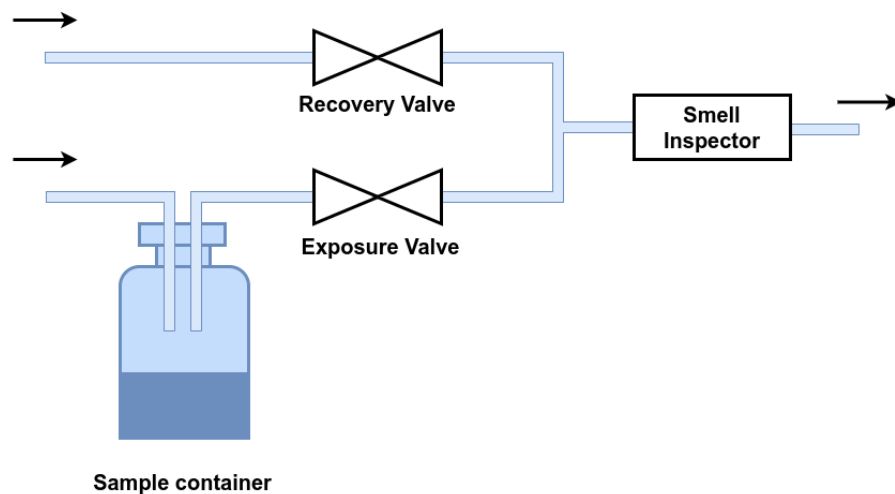 Recovery Valve
Smell
Inspector
Exposure Valve
Sample container